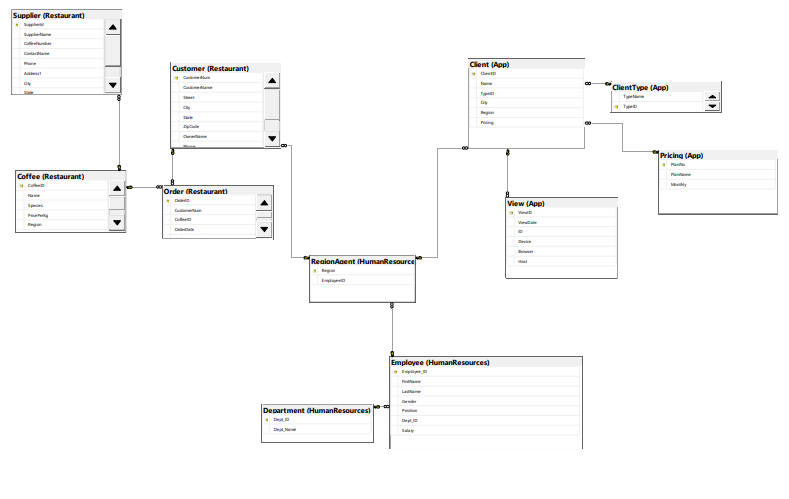 Supplier (Restaurant)
SupplierId
SupplierName
CoffeeNumber
ContactName
Phone
Address1
City
State
Customer (Restaurant)
CustomerNum
CustomerName
Street
City
State
ZipCode
OwnerName
Phone
Client (App)
ClientID
Name
TypeID
City
Region
Pricing
ClientType (App)
TypeName
TypeID
Pricing (App)
PlanNo
PlanName
Monthly
Coffee (Restaurant)
CoffeeID
Name
Species
PricePerKg
Region
Order (Restaurant)
OrderID
CustomerNum
CoffeeID
OrderDate
View (App)
ViewID
ViewDate
ID
Device
Browser
Host
RegionAgent (HumanResource
Region
EmployeeID
Employee (HumanResources)
Employee_ID
FirstName
LastName
Gender
Position
Dept_ID
Salary
Department (HumanResources)
Dept_ID
Dept_Name